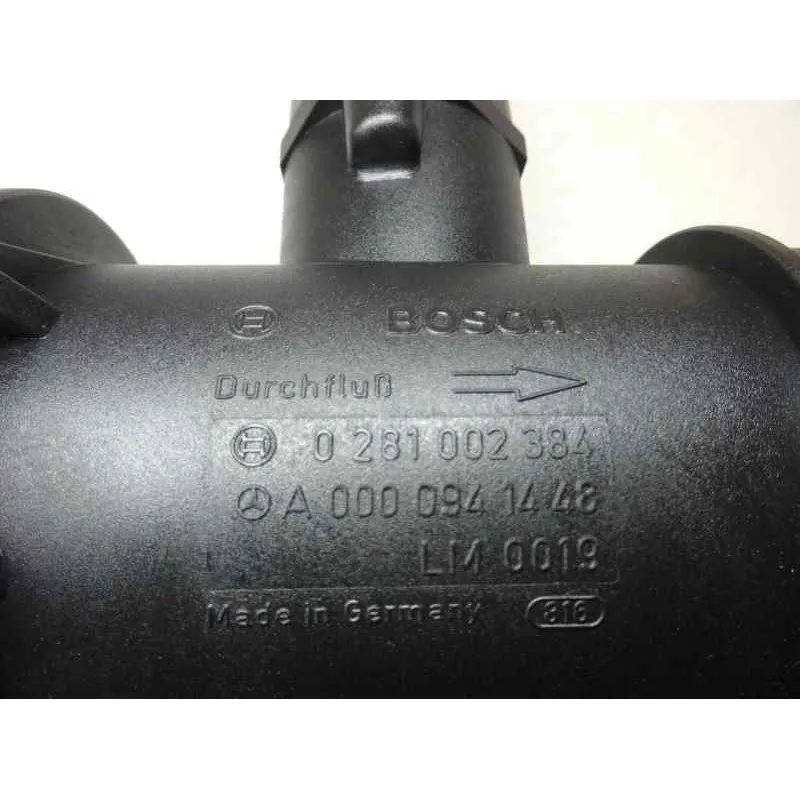 BOSCH
Durchfluß
0 281 002 384
A 000 094 14 48
LM 0019
Made in Germany 816